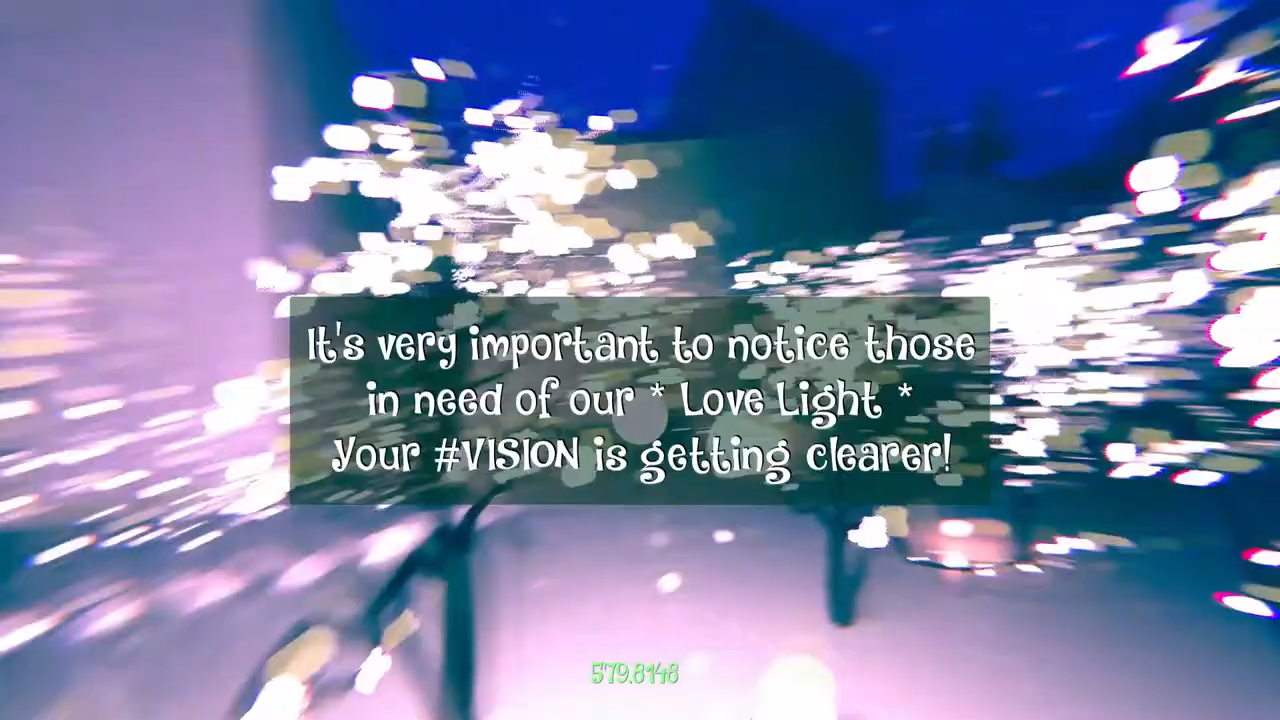 It's very important to notice those
in need of our * Love Light *
Your #VISION is getting clearer!
579.8148